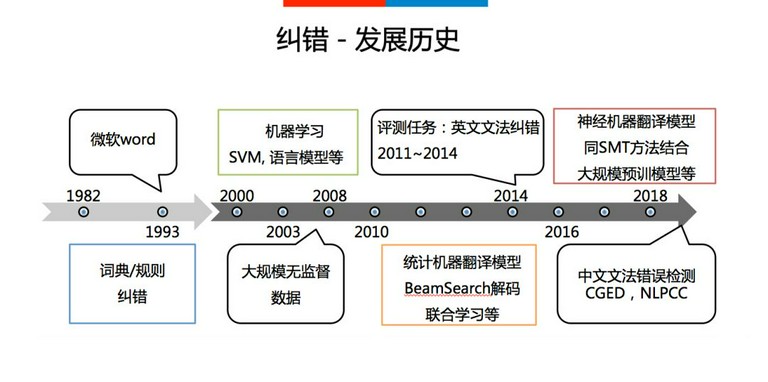 纠错 - 发展历史
微软word
机器学习
SVM, 语言模型等
评测任务：英文文法纠错
2011~2014
神经机器翻译模型
同SMT方法结合
大规模预训模型等
1982
2000
2008
2014
2018
1993
2003
2010
2016
词典/规则
纠错
大规模无监督
数据
统计机器翻译模型
BeamSearch解码
联合学习等
中文文法错误检测
CGED，NLPCC